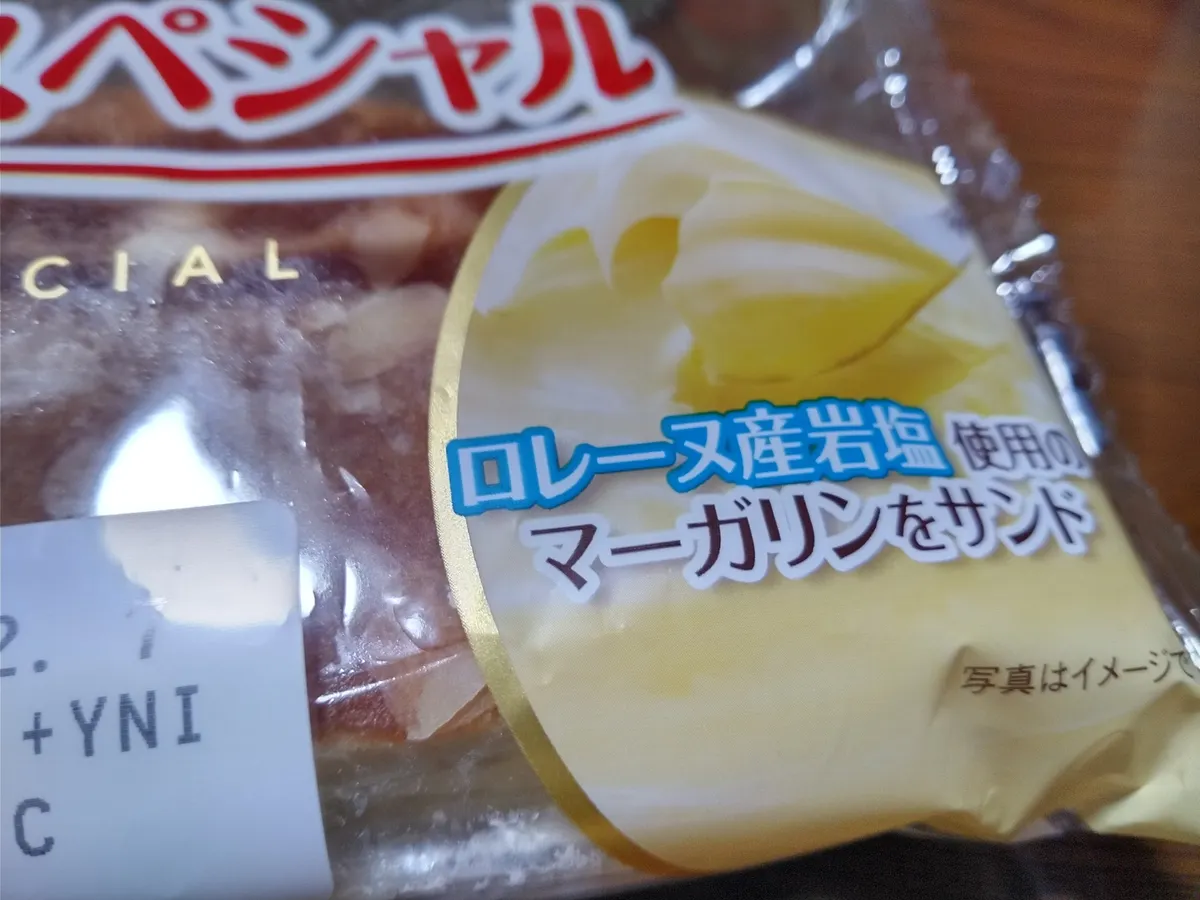 スペシャル
CIAL
ロレーヌ産岩塩 使用の
マーガリンをサンド
写真はイメージで
2. 7
+YNI
C